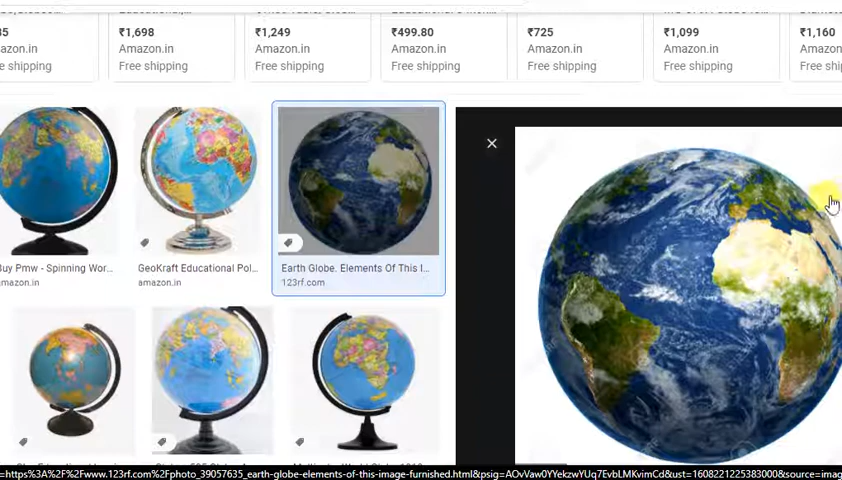 ₹1,698
₹1,249
₹499.80
₹725
₹1,099
₹1,160
Amazon.in
Amazon.in
Amazon.in
Amazon.in
Amazon.in
Free shipping
Free shipping
Free shipping
Free shipping
Free shipping
Buy Pmw - Spinning Wor...
GeoKraft Educational Pol...
Earth Globe. Elements Of This I...
amazon.in
amazon.in
123rf.com
=https%3A%2F%2Fwww.123rf.com%2Fphoto_39057635_earth-globe-elements-of-this-image-furnished.html&psig=AOvVaw0YYekzwYUq7EvbLMKvimCd&ust=1608221225383000&source=imag